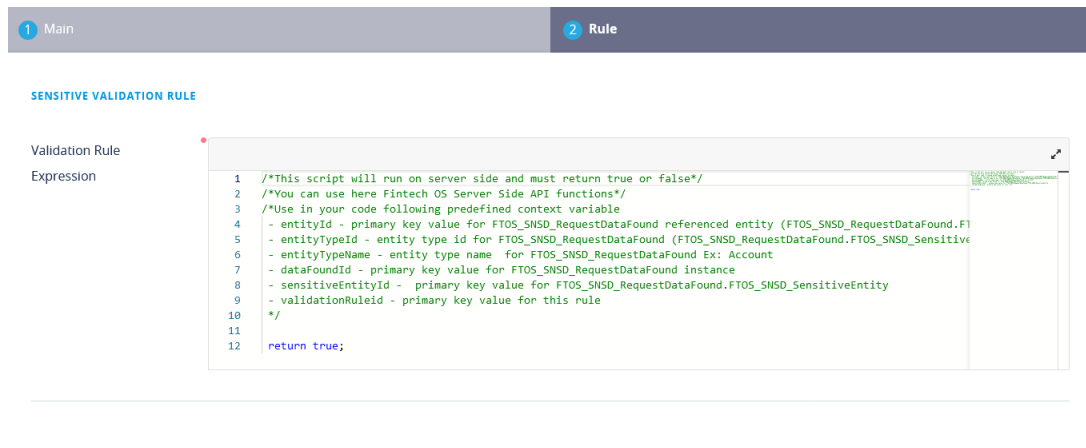 1 Main
2 Rule
SENSITIVE VALIDATION RULE
Validation Rule
Expression
1 /*This script will run on server side and must return true or false*/
2 /*You can use here Fintech OS Server Side API functions*/
3 /*Use in your code following predefined context variable
4 - entityId - primary key value for FTOS_SNSD_RequestDataFound referenced entity (FTOS_SNSD_RequestDataFound.FT
5 - entityTypeId - entity type id for FTOS_SNSD_RequestDataFound (FTOS_SNSD_RequestDataFound.FTOS_SNSD_Sensitive
6 - entityTypeName - entity type name  for FTOS_SNSD_RequestDataFound Ex: Account
7 - dataFoundId - primary key value for FTOS_SNSD_RequestDataFound instance
8 - sensitiveEntityId -  primary key value for FTOS_SNSD_RequestDataFound.FTOS_SNSD_SensitiveEntity
9 - validationRuleid - primary key value for this rule
10 */
11
12 return true;